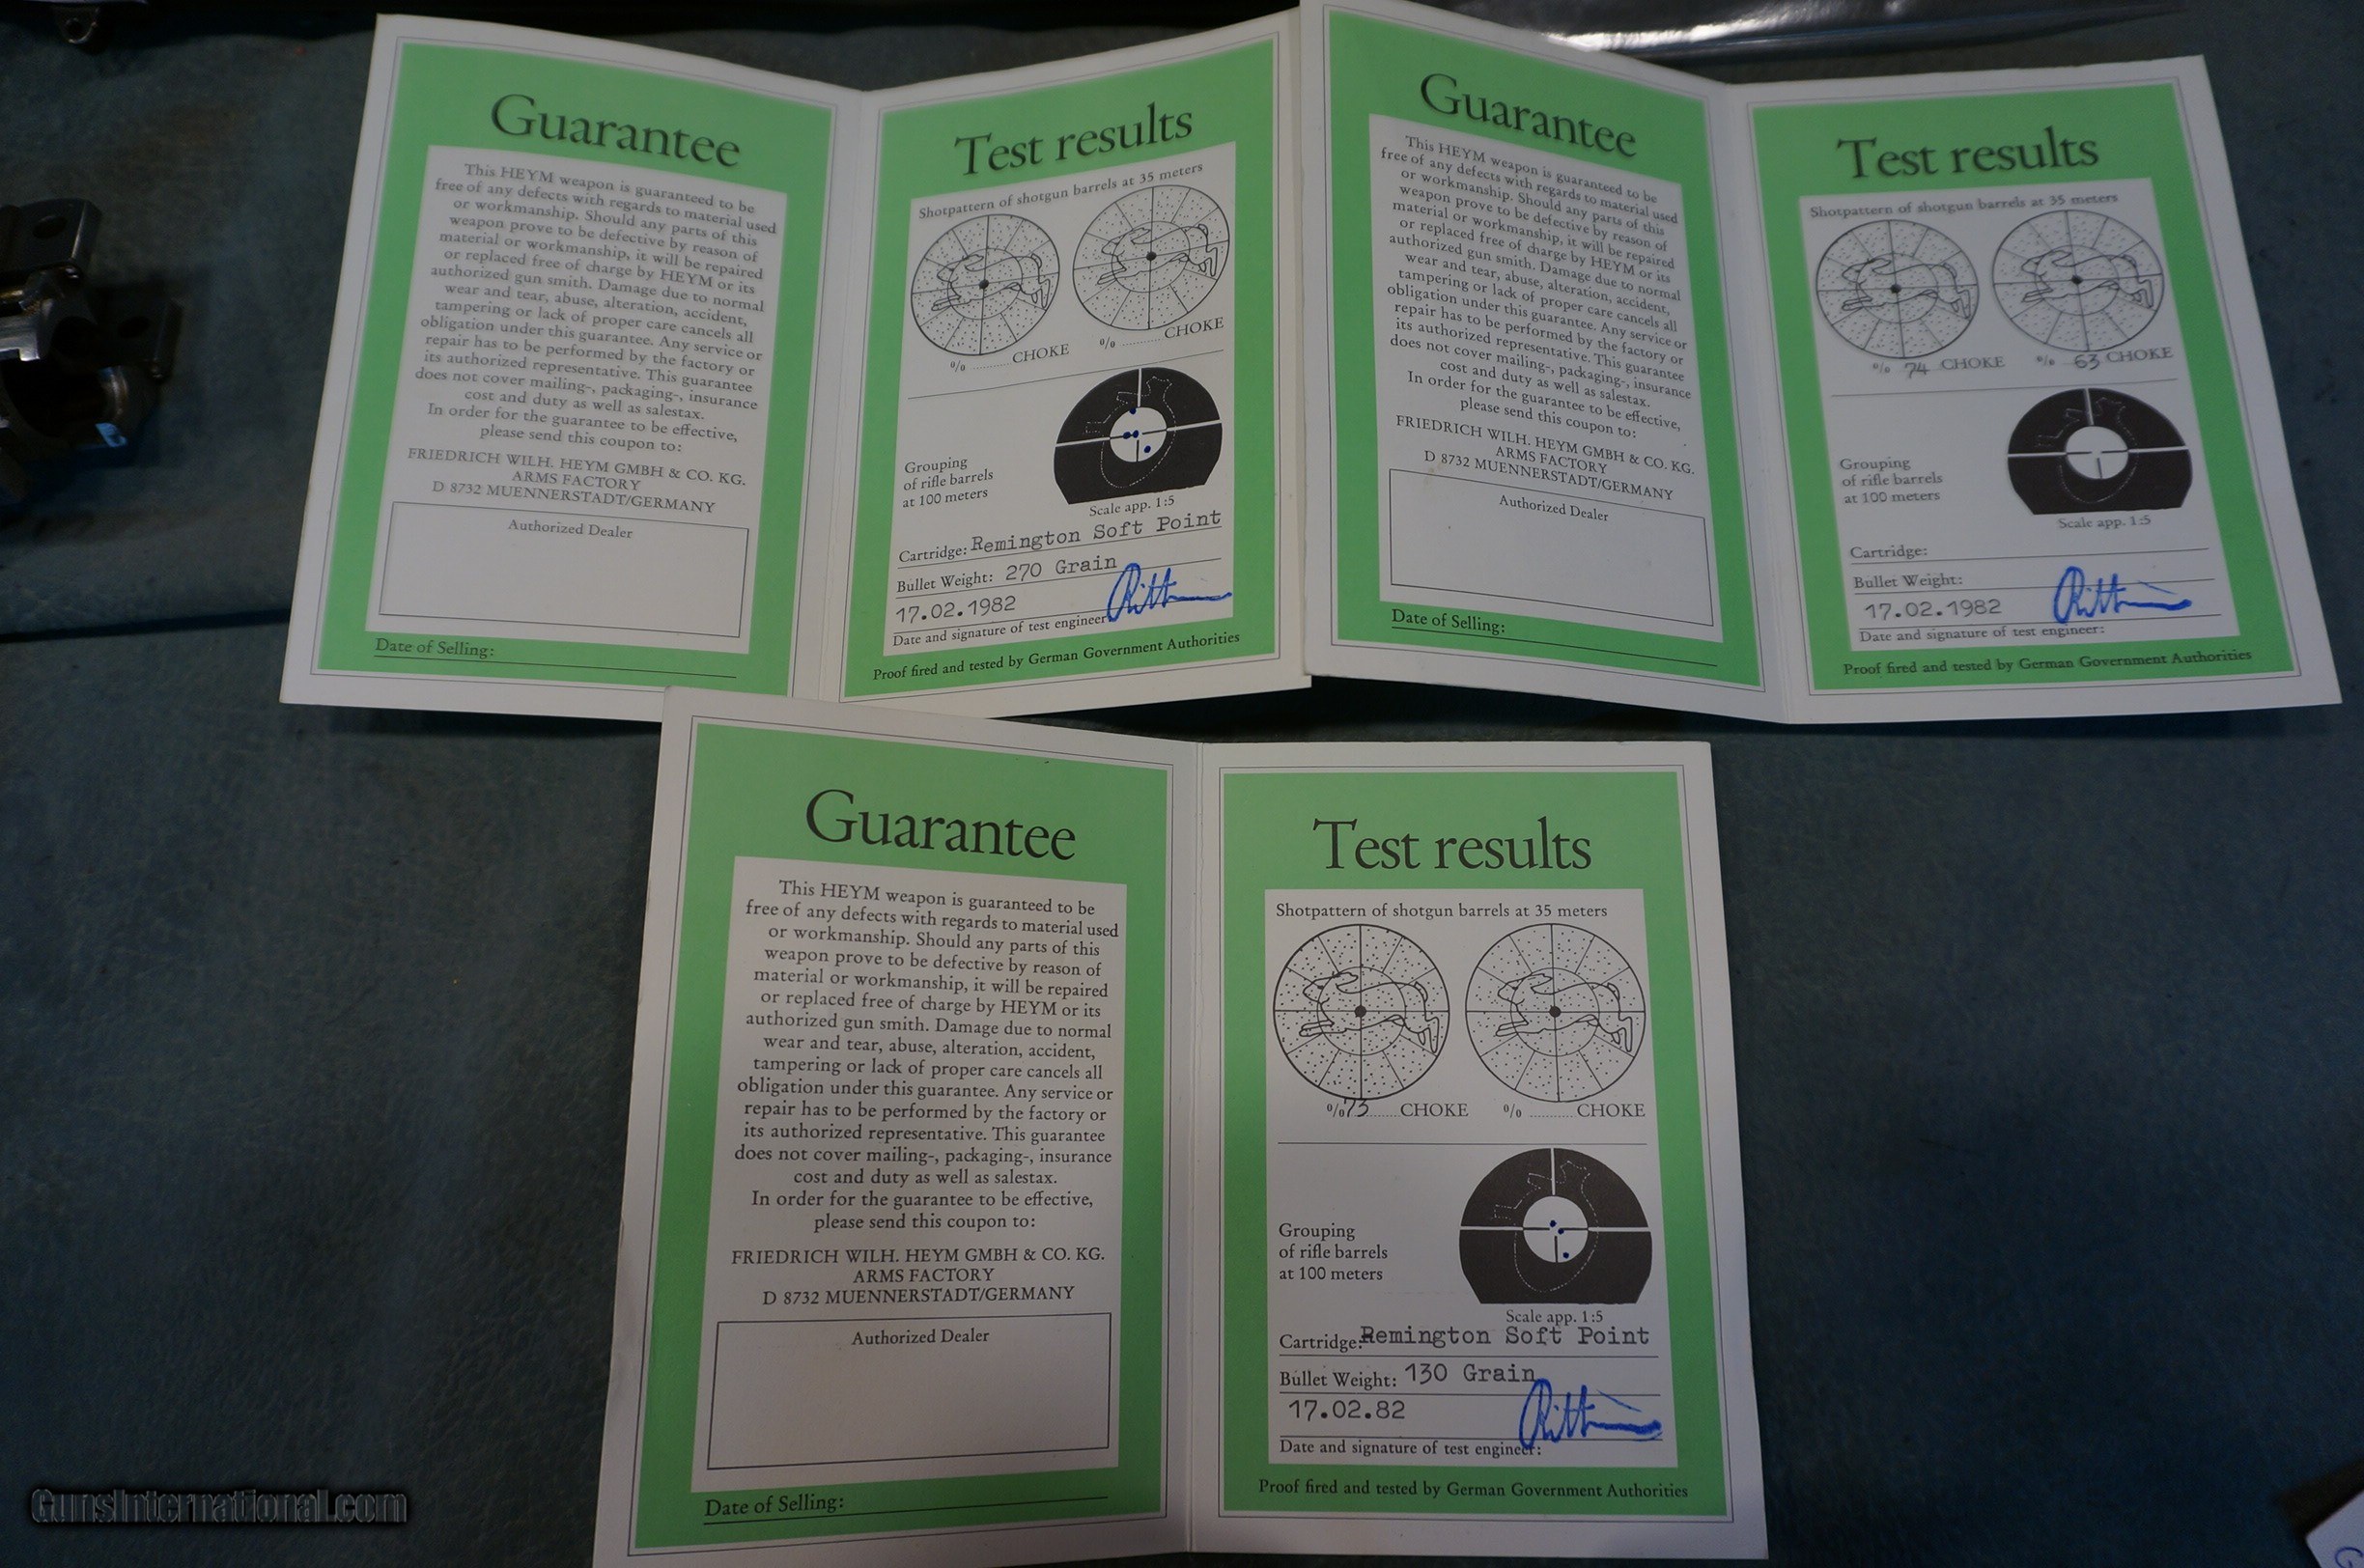 Guarantee
This HEYM weapon is guaranteed to be
free of any defects with regards to material used
or workmanship. Should any parts of this
weapon prove to be defective by reason of
material or workmanship, it will be repaired
or replaced free of charge by HEYM or its
authorized gun smith. Damage due to normal
wear and tear, abuse, alteration, accident,
tampering or lack of proper care cancels all
obligation under this guarantee. Any service or
repair has to be performed by the factory or
its authorized representative. This guarantee
does not cover mailing-, packaging-, insurance
cost and duty as well as salestax.
In order for the guarantee to be effective,
please send this coupon to:
FRIEDRICH WILH. HEYM GMBH & CO. KG.
ARMS FACTORY
D 8732 MUENNERSTADT/GERMANY
Authorized Dealer
Date of Selling:
Test results
Shotpattern of shotgun barrels at 35 meters
% CHOKE % CHOKE
Grouping
of rifle barrels
at 100 meters
Scale app. 1:5
Cartridge: Remington Soft Point
Bullet Weight: 270 Grain
17.02.1982
Date and signature of test engineer:
Proof fired and tested by German Government Authorities
Guarantee
This HEYM weapon is guaranteed to be
free of any defects with regards to material used
or workmanship. Should any parts of this
weapon prove to be defective by reason of
material or workmanship, it will be repaired
or replaced free of charge by HEYM or its
authorized gun smith. Damage due to normal
wear and tear, abuse, alteration, accident,
tampering or lack of proper care cancels all
obligation under this guarantee. Any service or
repair has to be performed by the factory or
its authorized representative. This guarantee
does not cover mailing-, packaging-, insurance
cost and duty as well as salestax.
In order for the guarantee to be effective,
please send this coupon to:
FRIEDRICH WILH. HEYM GMBH & CO. KG.
ARMS FACTORY
D 8732 MUENNERSTADT/GERMANY
Authorized Dealer
Date of Selling:
Test results
Shotpattern of shotgun barrels at 35 meters
% 74 CHOKE % 63 CHOKE
Grouping
of rifle barrels
at 100 meters
Scale app. 1:5
Cartridge:
Bullet Weight:
17.02.1982
Date and signature of test engineer:
Proof fired and tested by German Government Authorities
Guarantee
This HEYM weapon is guaranteed to be
free of any defects with regards to material used
or workmanship. Should any parts of this
weapon prove to be defective by reason of
material or workmanship, it will be repaired
or replaced free of charge by HEYM or its
authorized gun smith. Damage due to normal
wear and tear, abuse, alteration, accident,
tampering or lack of proper care cancels all
obligation under this guarantee. Any service or
repair has to be performed by the factory or
its authorized representative. This guarantee
does not cover mailing-, packaging-, insurance
cost and duty as well as salestax.
In order for the guarantee to be effective,
please send this coupon to:
FRIEDRICH WILH. HEYM GMBH & CO. KG.
ARMS FACTORY
D 8732 MUENNERSTADT/GERMANY
Authorized Dealer
Date of Selling:
Test results
Shotpattern of shotgun barrels at 35 meters
% 73 CHOKE % CHOKE
Grouping
of rifle barrels
at 100 meters
Scale app. 1:5
Cartridge: Remington Soft Point
Bullet Weight: 130 Grain
17.02.82
Date and signature of test engineer:
Proof fired and tested by German Government Authorities
GunsInternational.com